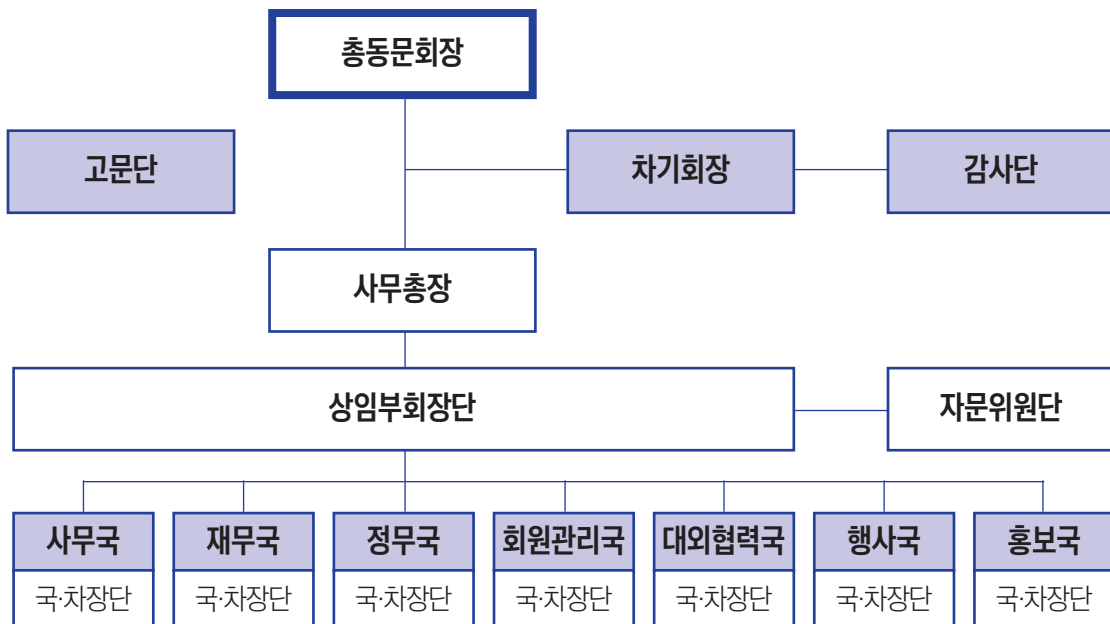 총동문회장
고문단
차기회장
감사단
사무총장
상임부회장단
자문위원단
사무국
재무국
정무국
회원관리국
대외협력국
행사국
홍보국
국·차장단
국·차장단
국·차장단
국·차장단
국·차장단
국·차장단
국·차장단